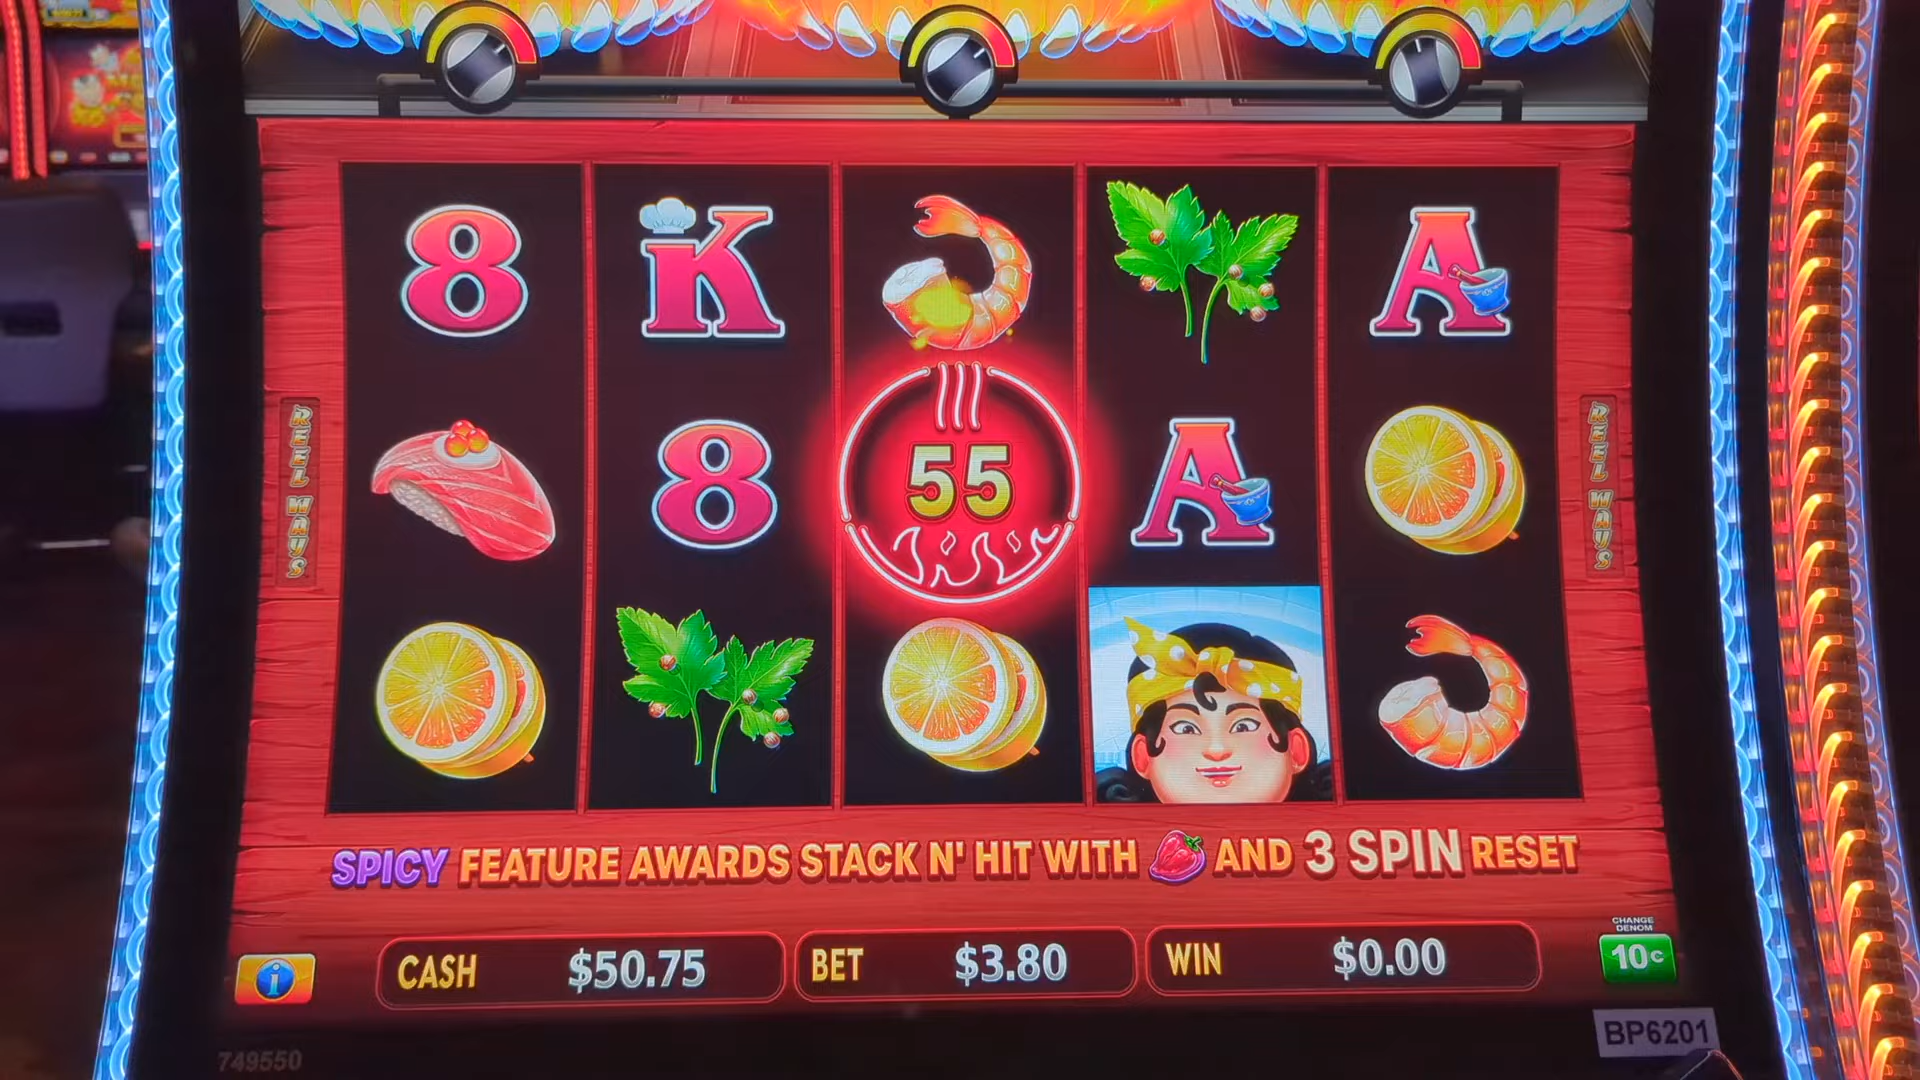 8 K A
REEL WAYS
8 55 A
REEL WAYS
SPICY FEATURE AWARDS STACK N' HIT WITH AND 3 SPIN RESET
CHANGE
DENOM
10¢
CASH $50.75 BET $3.80 WIN $0.00
BP6201
749550